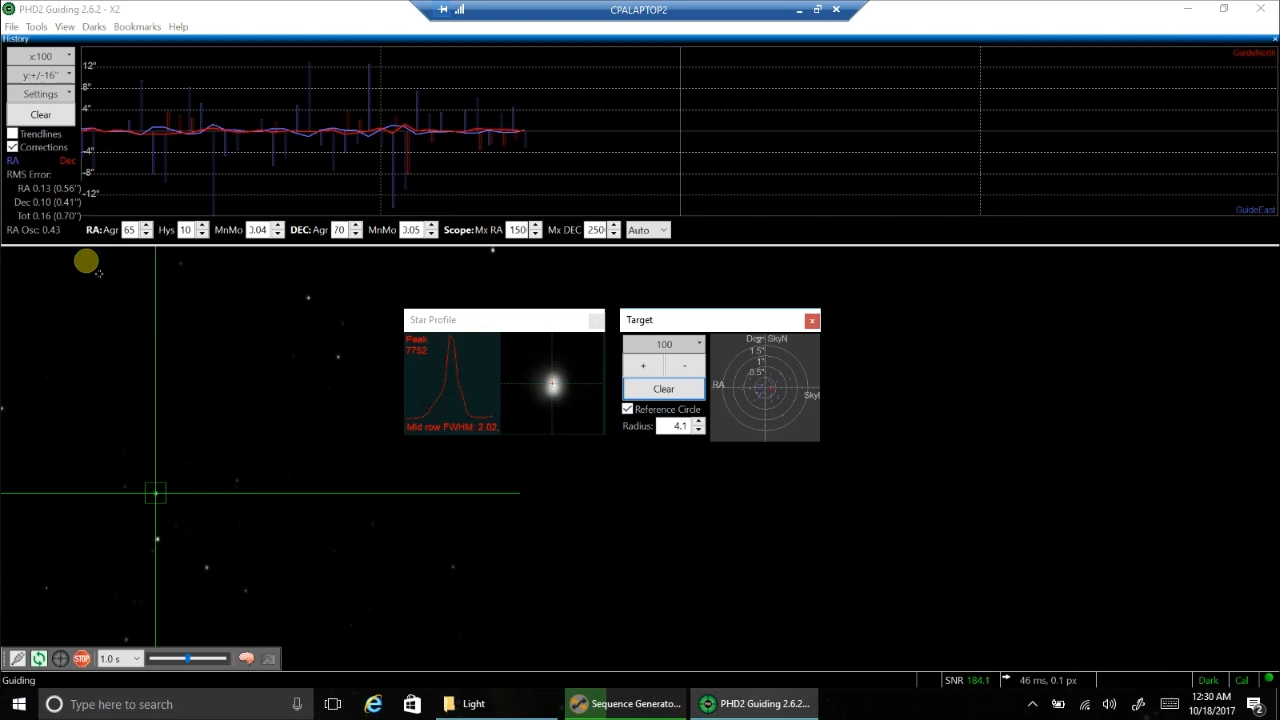 PHD2 Guiding 2.6.2 - X2
CPALAPTOP2
File Tools View Darks Bookmarks Help
History
x:100
y:+/-16"
Settings
Clear
Trendlines
Corrections
RA Dec
RMS Error:
RA 0.13 (0.56")
Dec 0.10 (0.41")
Tot 0.16 (0.70")
RA Osc: 0.43
12"
8"
4"
-4"
-8"
-12"
GuideNorth
GuideEast
RA: Agr 65 Hys 10 MnMo 0.04 DEC: Agr 70 MnMo 0.05 Scope: Mx RA 150 Mx DEC 250 Auto
Star Profile
Peak
7752
Mid row FWHM: 2.02,
Target
100
+ -
Clear
Reference Circle
Radius: 4.1
SkyN
1.5"
1"
0.5"
RA
1.0 s
STOP
Guiding
SNR 184.1
46 ms, 0.1 px
Dark
Cal
Type here to search
Light
Sequence Generato...
PHD2 Guiding 2.6.2...
12:30 AM
10/18/2017
2